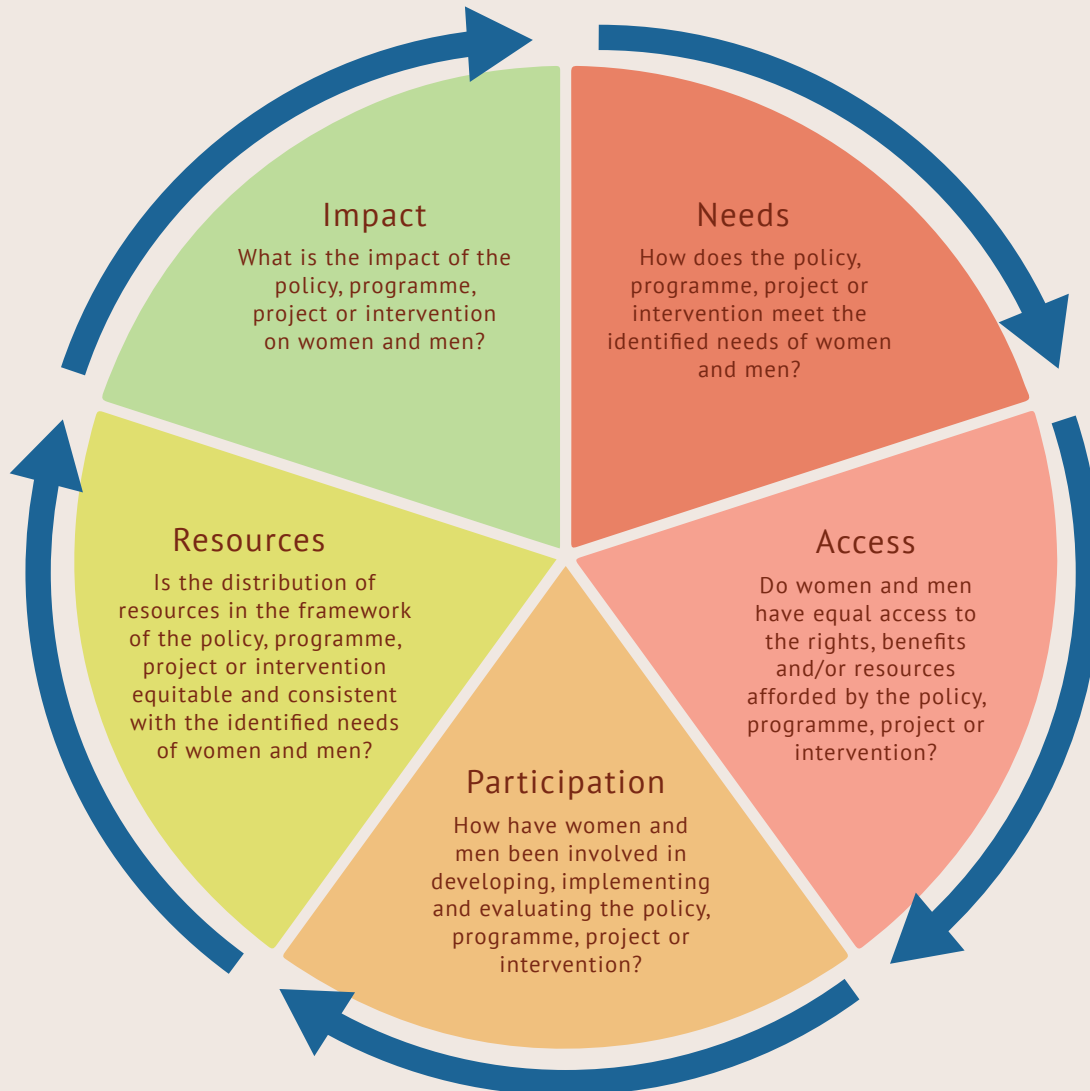 Impact
What is the impact of the
policy, programme,
project or intervention
on women and men?
Needs
How does the policy,
programme, project or
intervention meet the
identified needs of women
and men?
Access
Do women and men
have equal access to
the rights, benefits
and/or resources
afforded by the policy,
programme, project or
intervention?
Participation
How have women and
men been involved in
developing, implementing
and evaluating the policy,
programme, project or
intervention?
Resources
Is the distribution of
resources in the framework
of the policy, programme,
project or intervention
equitable and consistent
with the identified needs
of women and men?